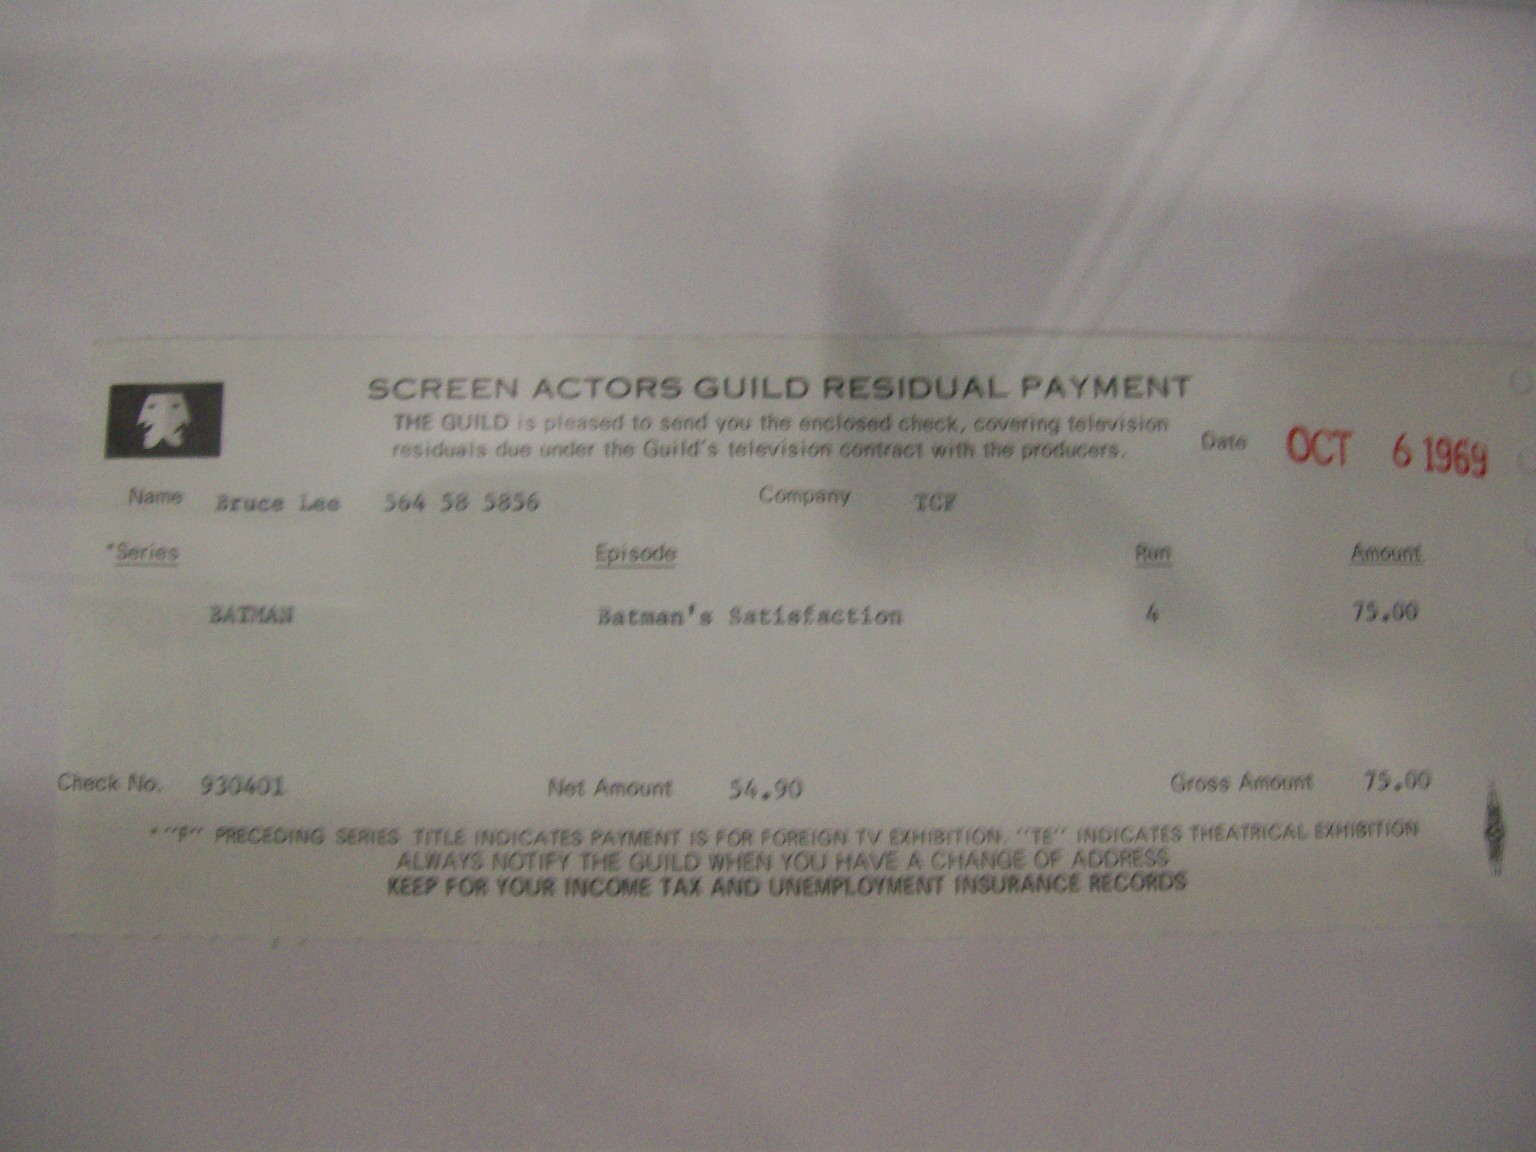 SCREEN ACTORS GUILD RESIDUAL PAYMENT
THE GUILD is pleased to send you the enclosed check, covering television
residuals due under the Guild's television contract with the producers.
Date OCT 6 1969
Name Bruce Lee 564 58 5856 Company TCF
*Series Episode Run Amount
BATMAN Batman's Satisfaction 4 75.00
Check No. 930401 Net Amount 54.90 Gross Amount 75.00
*"F" PRECEDING SERIES TITLE INDICATES PAYMENT IS FOR FOREIGN TV EXHIBITION. "TE" INDICATES THEATRICAL EXHIBITION
ALWAYS NOTIFY THE GUILD WHEN YOU HAVE A CHANGE OF ADDRESS
KEEP FOR YOUR INCOME TAX AND UNEMPLOYMENT INSURANCE RECORDS